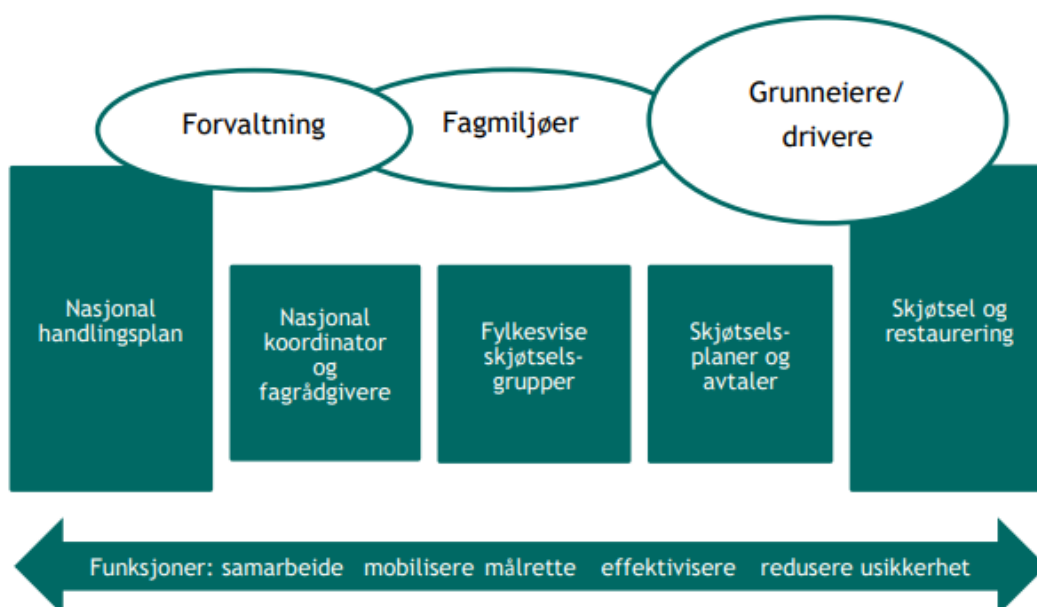 Forvaltning
Fagmiljøer
Grunneiere/
drivere
Nasjonal
handlingsplan
Nasjonal
koordinator
og
fagrådgivere
Fylkesvise
skjøtsels-
grupper
Skjøtsels-
planer og
avtaler
Skjøtsel og
restaurering
Funksjoner: samarbeide mobilisere målrette effektivisere redusere usikkerhet